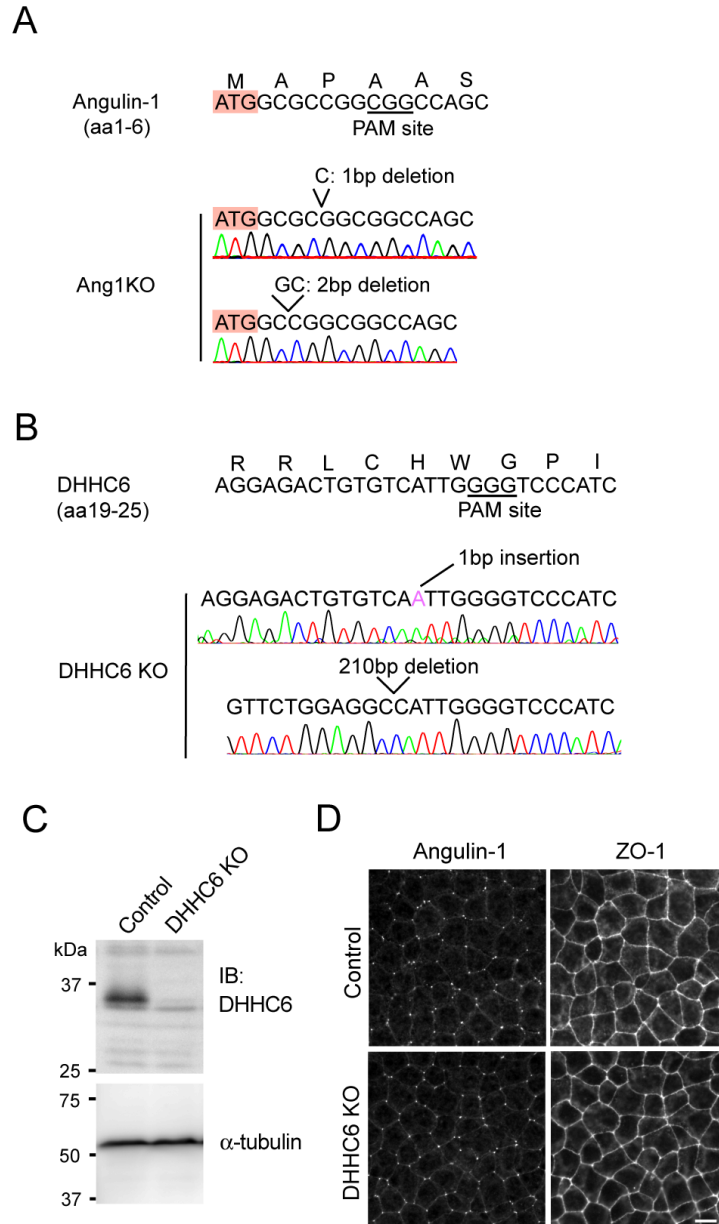 A
M A P A A S
Angulin-1
(aa1-6)
ATGGCGCCGGCGGCCAGC
PAM site
C: 1bp deletion
ATGGCGCGGCGGCCAGC
Ang1KO
GC: 2bp deletion
ATGGCCGGCGGCCAGC
B
R R L C H W G P I
DHHC6
(aa19-25)
AGGAGACTGTGTCATTGGGGTCCCATC
PAM site
1bp insertion
AGGAGACTGTGTCAATTGGGGTCCCATC
DHHC6 KO
210bp deletion
GTTCTGGAGGCCATTGGGGTCCCATC
C
Control
DHHC6 KO
kDa
37
25
IB:
DHHC6
75
50
37
α-tubulin
D
Angulin-1
ZO-1
Control
DHHC6 KO